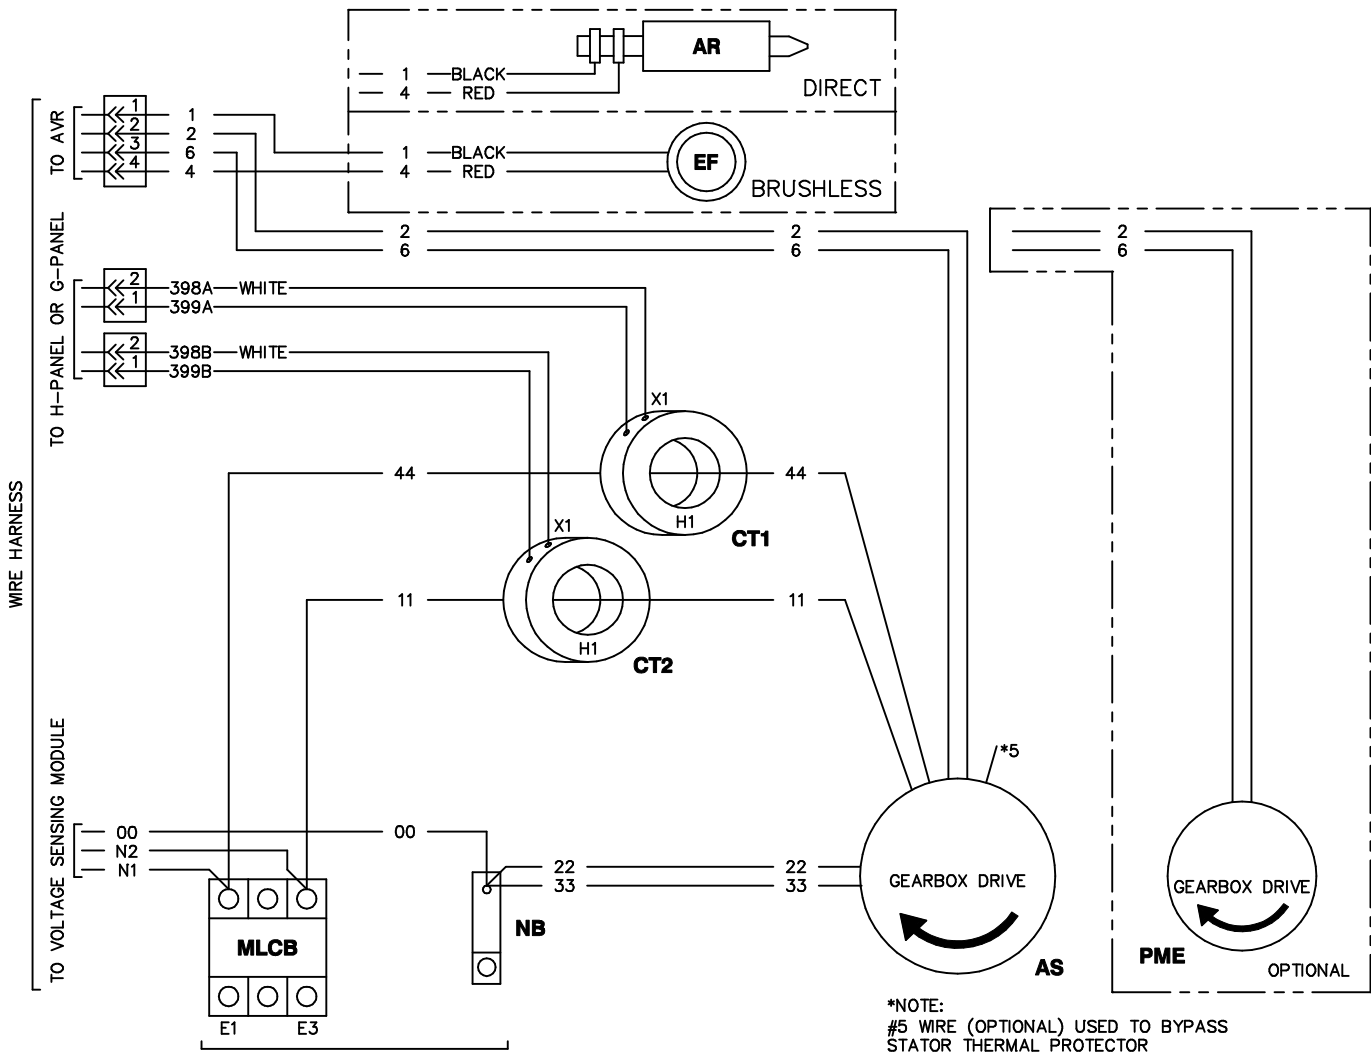 AR
1 BLACK
4 RED
DIRECT
TO AVR
1 1
2 2
3 6
4 4
1 BLACK
4 RED
EF
BRUSHLESS
2 2
6 6
2
6
TO H-PANEL OR G-PANEL
2 398A WHITE
1 399A
2 398B WHITE
1 399B
X1
44 44
H1
CT1
X1
11 11
H1
CT2
WIRE HARNESS
*5
TO VOLTAGE SENSING MODULE
00 00
N2
N1
22 22
33 33
GEARBOX DRIVE
GEARBOX DRIVE
NB
MLCB
AS
PME
OPTIONAL
E1 E3
*NOTE:
#5 WIRE (OPTIONAL) USED TO BYPASS
STATOR THERMAL PROTECTOR